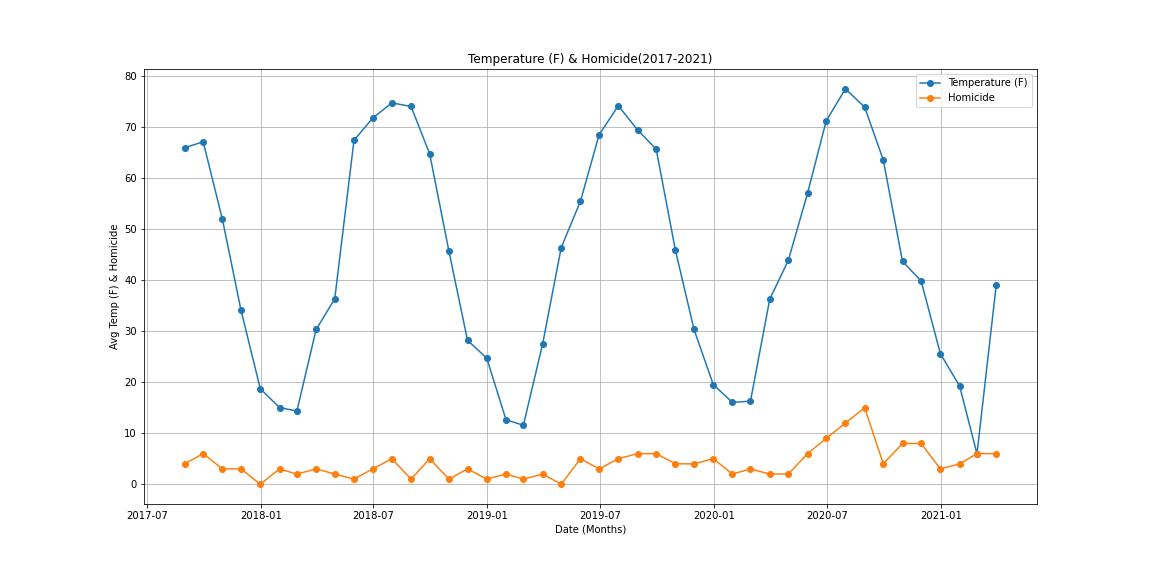 Temperature (F) & Homicide(2017-2021)
Temperature (F)
Homicide
Avg Temp (F) & Homicide
80
70
60
50
40
30
20
10
0
2017-07 2018-01 2018-07 2019-01 2019-07 2020-01 2020-07 2021-01
Date (Months)